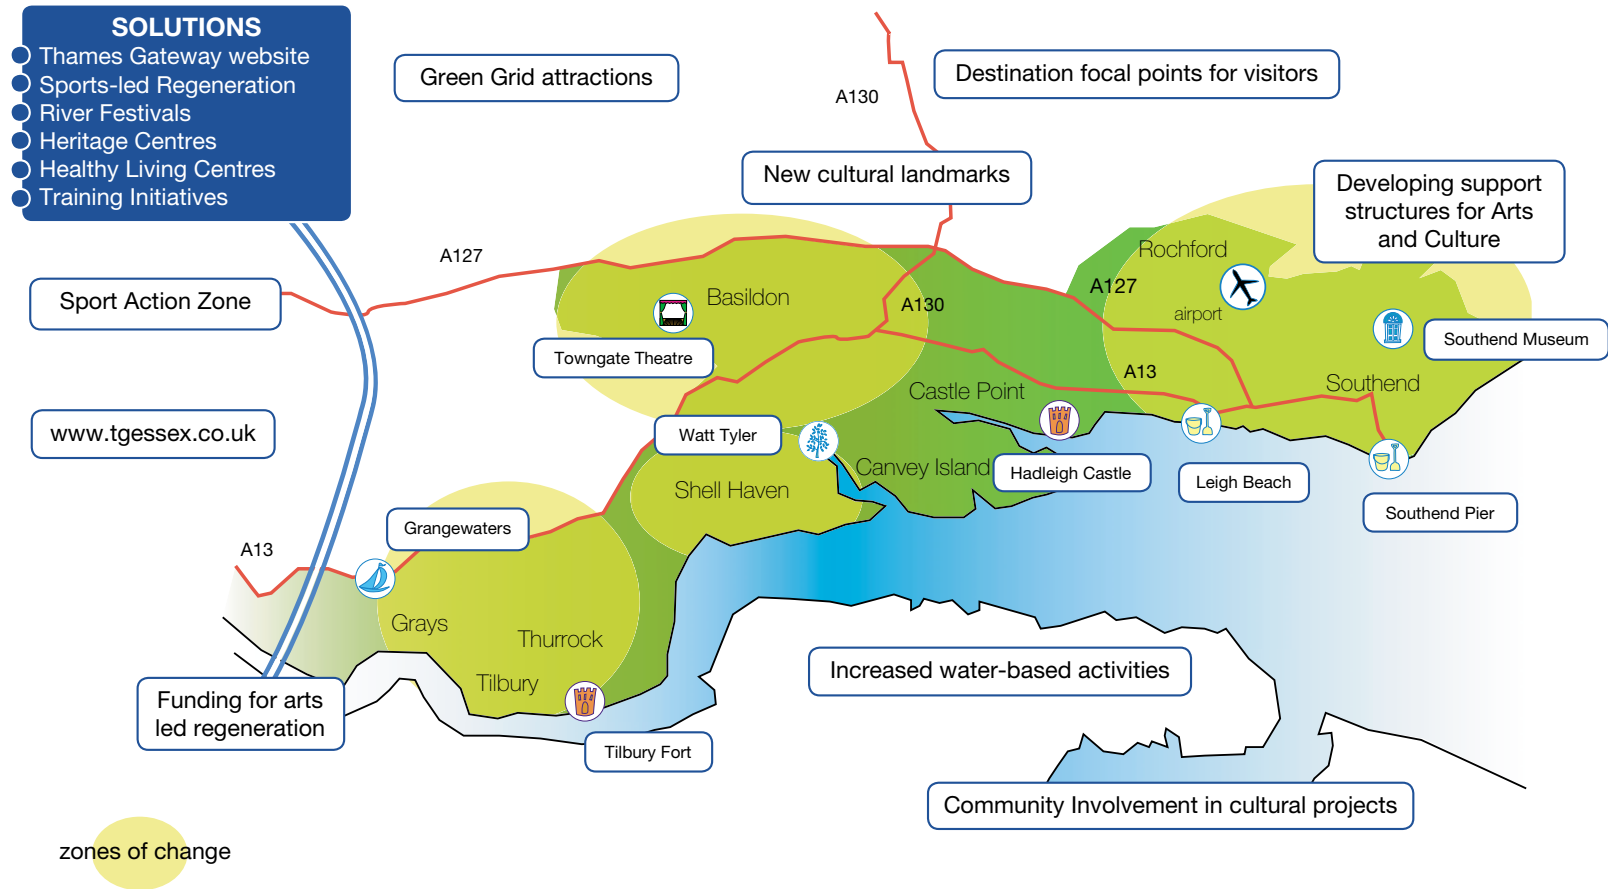 SOLUTIONS
Thames Gateway website
Sports-led Regeneration
River Festivals
Heritage Centres
Healthy Living Centres
Training Initiatives
Green Grid attractions
Destination focal points for visitors
A130
New cultural landmarks
Developing support
structures for Arts
and Culture
A127
Rochford
Sport Action Zone
Basildon
A130
A127
airport
Towngate Theatre
Southend Museum
A13
Castle Point
Southend
www.tgessex.co.uk
Watt Tyler
Canvey Island
Hadleigh Castle
Leigh Beach
Shell Haven
Southend Pier
Grangewaters
A13
Grays
Thurrock
Tilbury
Increased water-based activities
Funding for arts
led regeneration
Tilbury Fort
Community Involvement in cultural projects
zones of change